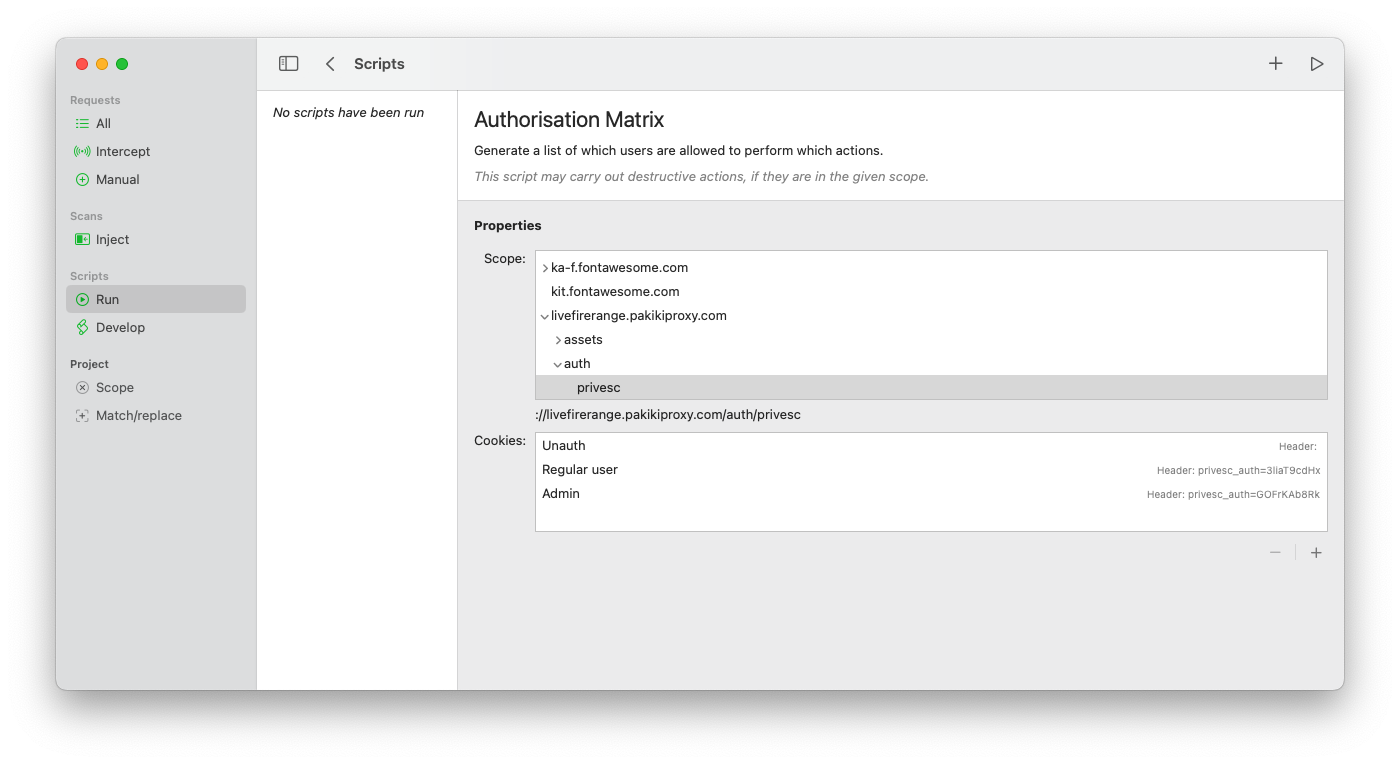 Scripts
Requests
All
Intercept
Manual
Scans
Inject
Scripts
Run
Develop
Project
Scope
Match/replace
No scripts have been run
Authorisation Matrix
Generate a list of which users are allowed to perform which actions.
This script may carry out destructive actions, if they are in the given scope.
Properties
Scope:
ka-f.fontawesome.com
kit.fontawesome.com
livefirerange.pakikiproxy.com
assets
auth
privesc
://livefirerange.pakikiproxy.com/auth/privesc
Cookies:
Unauth Header:
Regular user Header: privesc_auth=3IiaT9cdHx
Admin Header: privesc_auth=GOFrKAb8Rk